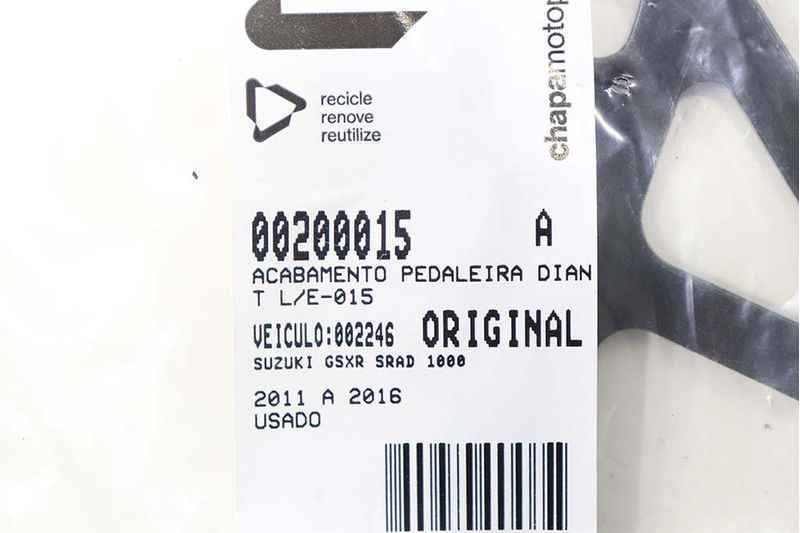 recicle
renove
reutilize
chapamotop
00200015 A
ACABAMENTO PEDALEIRA DIAN
T L/E-015
VEICULO:002246 ORIGINAL
SUZUKI GSXR SRAD 1000
2011 A 2016
USADO